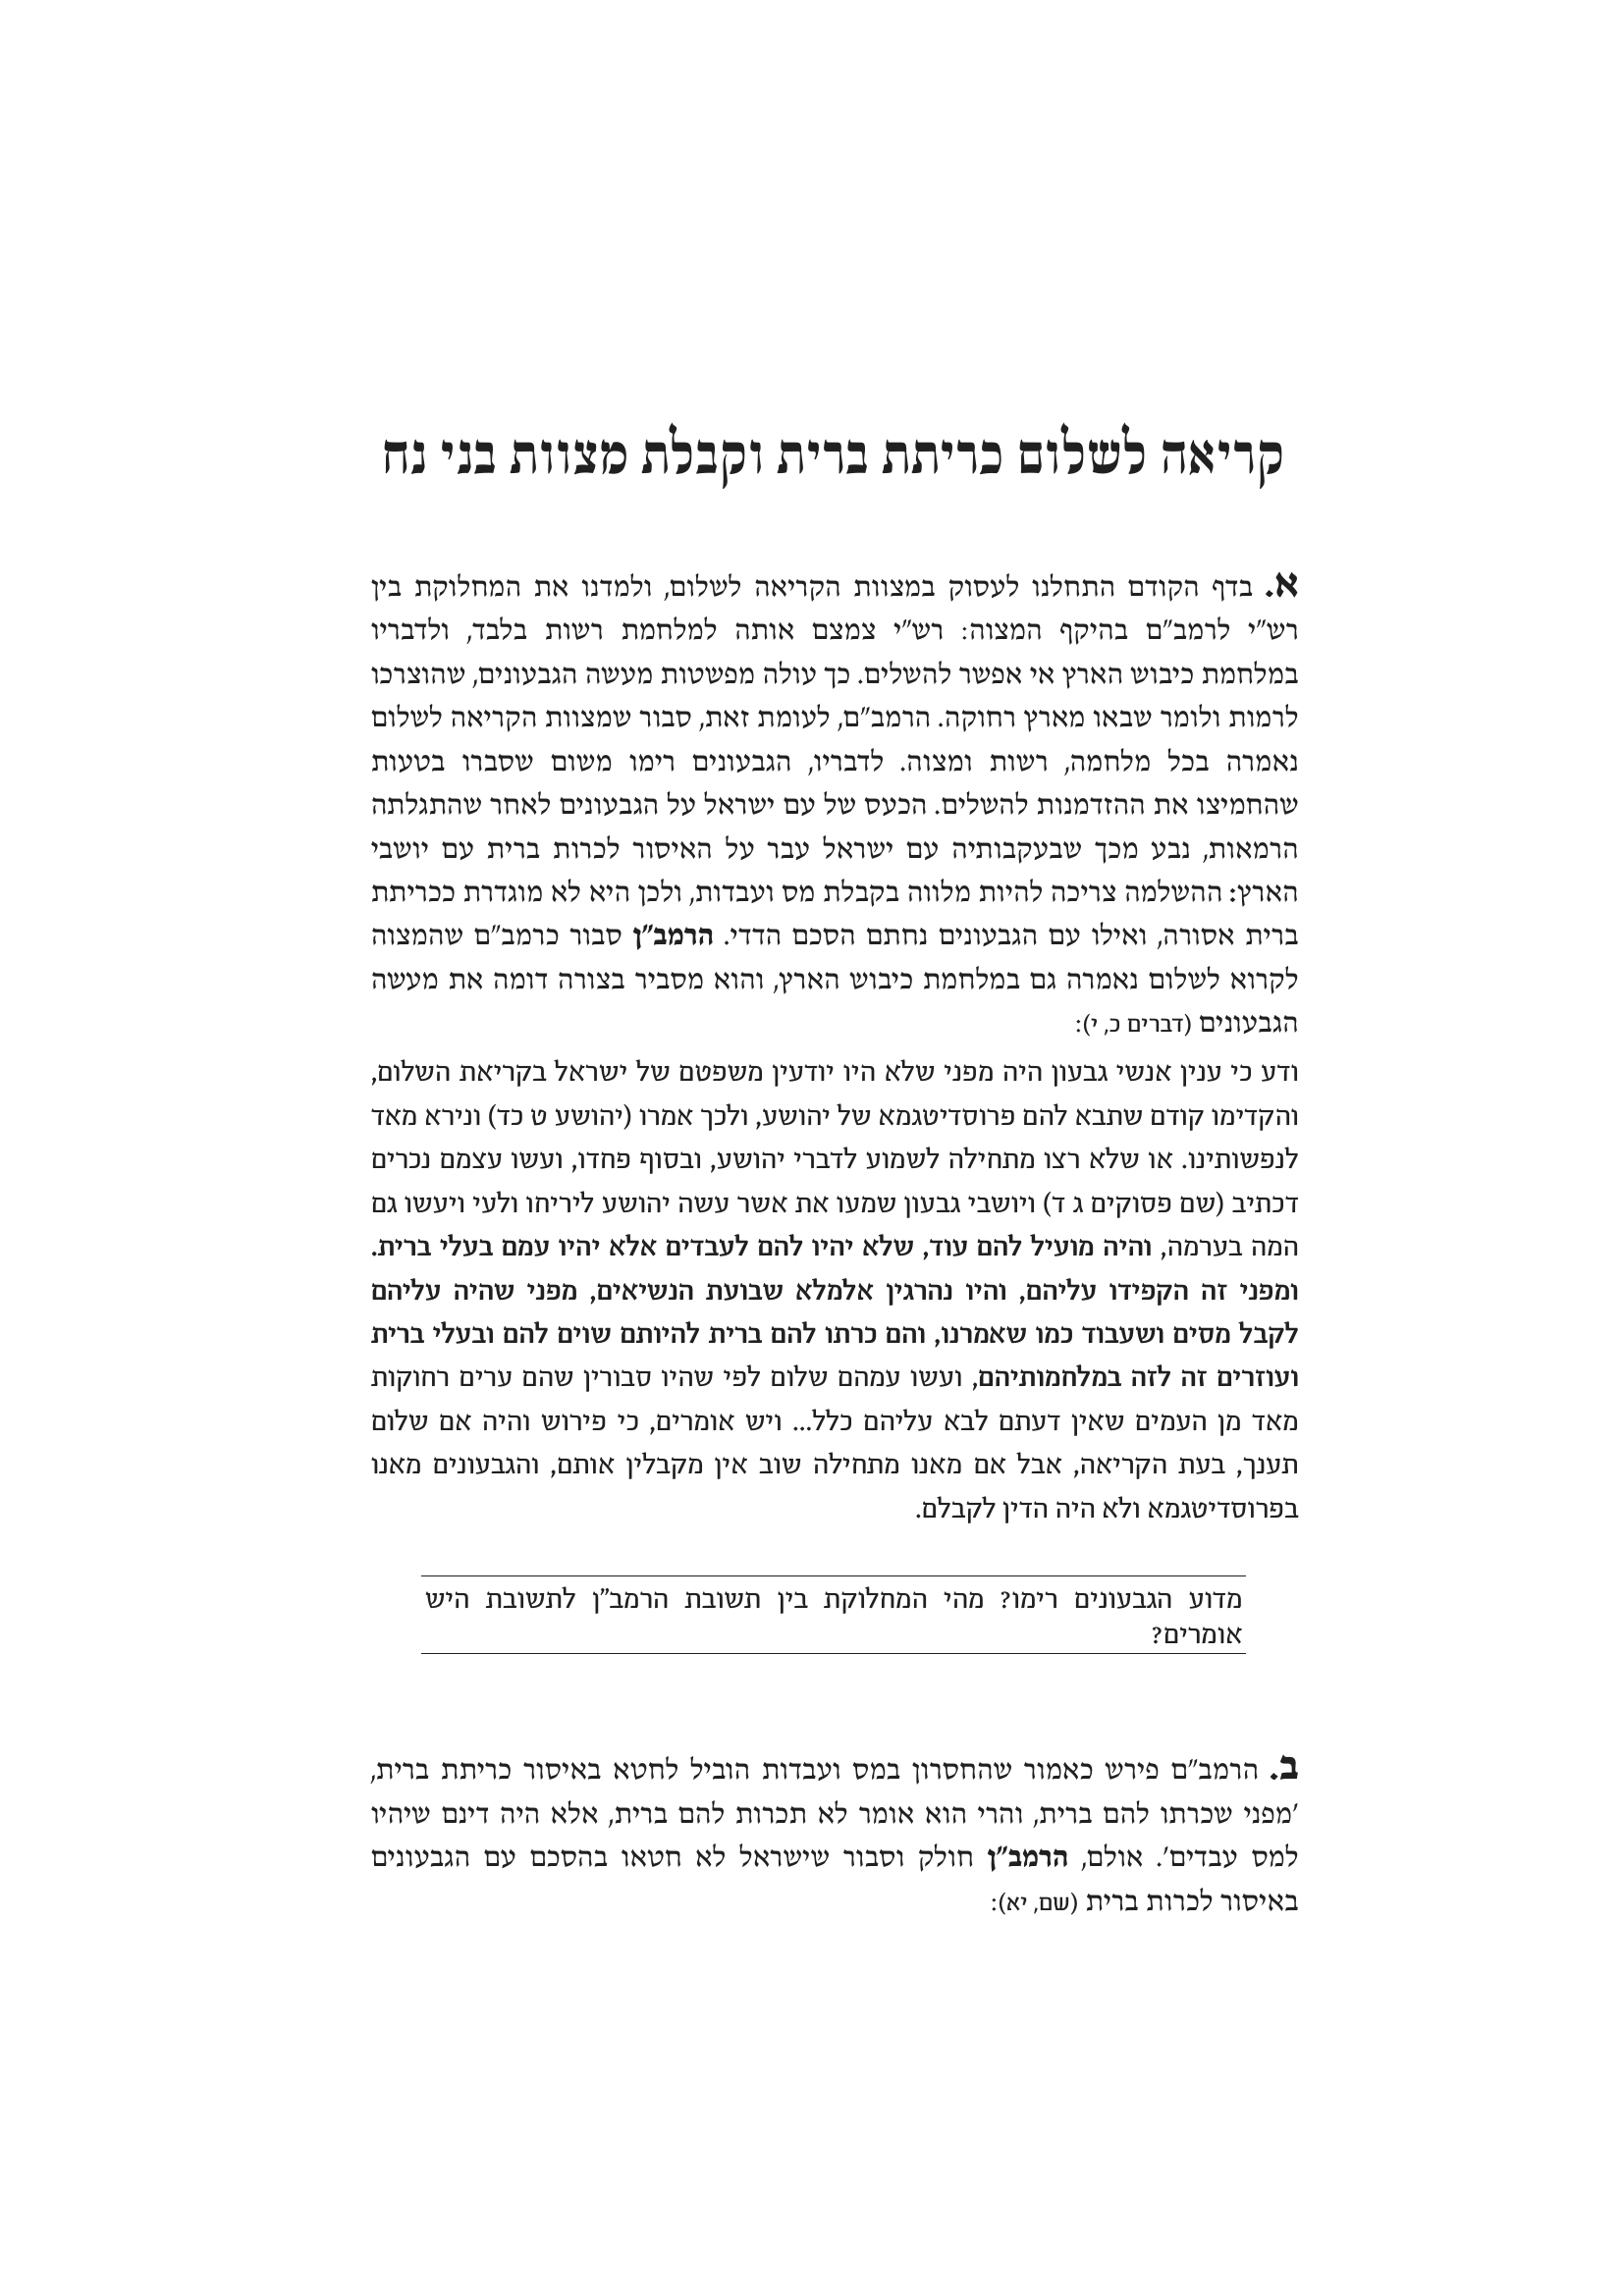 קריאה לשלום כריתת ברית וקבלת מצוות בני נח
א. בדף הקודם התחלנו לעסוק במצוות הקריאה לשלום, ולמדנו את המחלוקת בין
רש"י לרמב"ם בהיקף המצוה: רש"י צמצם אותה למלחמת רשות בלבד, ולדבריו
במלחמת כיבוש הארץ אי אפשר להשלים. כך עולה מפשטות מעשה הגבעונים, שהוצרכו
לרמות ולומר שבאו מארץ רחוקה. הרמב"ם, לעומת זאת, סבור שמצוות הקריאה לשלום
נאמרה בכל מלחמה, רשות ומצוה. לדבריו, הגבעונים רימו משום שסברו בטעות
שהחמיצו את ההזדמנות להשלים. הכעס של עם ישראל על הגבעונים לאחר שהתגלתה
הרמאות, נבע מכך שבעקבותיה עם ישראל עבר על האיסור לכרות ברית עם יושבי
הארץ: ההשלמה צריכה להיות מלווה בקבלת מס ועבדות, ולכן היא לא מוגדרת ככריתת
ברית אסורה, ואילו עם הגבעונים נחתם הסכם הדדי. הרמב"ן סבור כרמב"ם שהמצוה
לקרוא לשלום נאמרה גם במלחמת כיבוש הארץ, והוא מסביר בצורה דומה את מעשה
הגבעונים (דברים כ, י):
ודע כי ענין אנשי גבעון היה מפני שלא היו יודעין משפטם של ישראל בקריאת השלום,
והקדימו קודם שתבא להם פרוסדיטגמא של יהושע, ולכך אמרו (יהושע ט כד) ונירא מאד
לנפשותינו. או שלא רצו מתחילה לשמוע לדברי יהושע, ובסוף פחדו, ועשו עצמם נכרים
דכתיב (שם פסוקים ג ד) ויושבי גבעון שמעו את אשר עשה יהושע ליריחו ולעי ויעשו גם
המה בערמה, והיה מועיל להם עוד, שלא יהיו להם לעבדים אלא יהיו עמם בעלי ברית.
ומפני זה הקפידו עליהם, והיו נהרגין אלמלא שבועת הנשיאים, מפני שהיה עליהם
לקבל מסים ושעבוד כמו שאמרנו, והם כרתו להם ברית להיותם שוים להם ובעלי ברית
ועוזרים זה לזה במלחמותיהם, ועשו עמהם שלום לפי שהיו סבורין שהם ערים רחוקות
מאד מן העמים שאין דעתם לבא עליהם כלל... ויש אומרים, כי פירוש והיה אם שלום
תענך, בעת הקריאה, אבל אם מאנו מתחילה שוב אין מקבלין אותם, והגבעונים מאנו
בפרוסדיטגמא ולא היה הדין לקבלם.
מדוע הגבעונים רימו? מהי המחלוקת בין תשובת הרמב"ן לתשובת היש
אומרים?
ב. הרמב"ם פירש כאמור שהחסרון במס ועבדות הוביל לחטא באיסור כריתת ברית,
'מפני שכרתו להם ברית, והרי הוא אומר לא תכרות להם ברית, אלא היה דינם שיהיו
למס עבדים'. אולם, הרמב"ן חולק וסבור שישראל לא חטאו בהסכם עם הגבעונים
באיסור לכרות ברית (שם, יא):